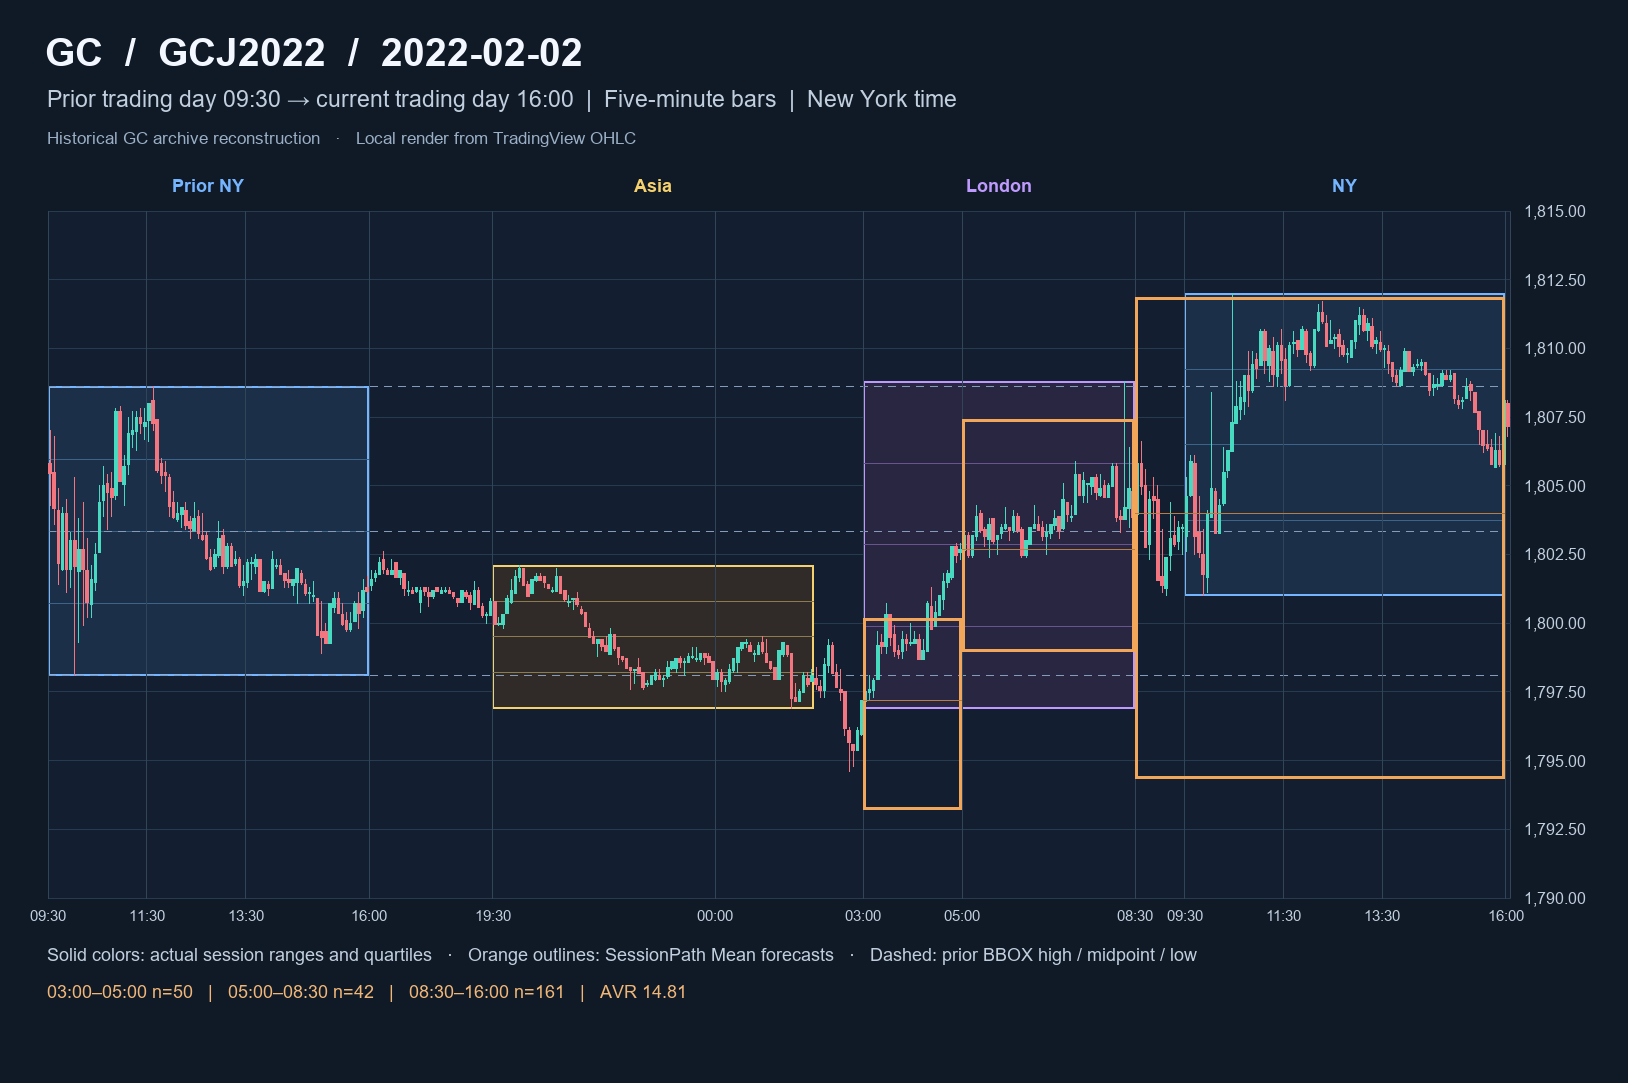 GC / GCJ2022 / 2022-02-02
Prior trading day 09:30 → current trading day 16:00 | Five-minute bars | New York time
Historical GC archive reconstruction · Local render from TradingView OHLC
Prior NY Asia London NY
1,815.00
1,812.50
1,810.00
1,807.50
1,805.00
1,802.50
1,800.00
1,797.50
1,795.00
1,792.50
1,790.00
09:30 11:30 13:30 16:00 19:30 00:00 03:00 05:00 08:30 09:30 11:30 13:30 16:00
Solid colors: actual session ranges and quartiles · Orange outlines: SessionPath Mean forecasts · Dashed: prior BBOX high / midpoint / low
03:00–05:00 n=50 | 05:00–08:30 n=42 | 08:30–16:00 n=161 | AVR 14.81